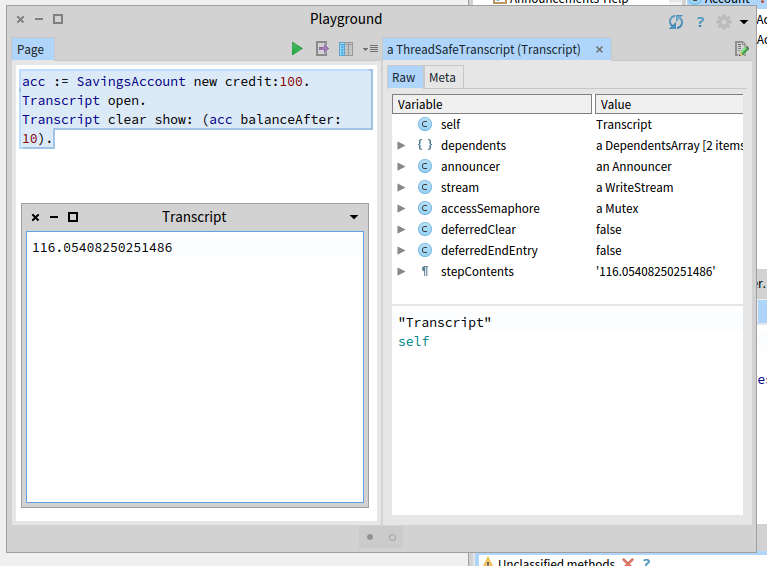 Announcements Help
Account
Playground
?
Page
a ThreadSafeTranscript (Transcript) ×
acc := SavingsAccount new credit:100.
Transcript open.
Transcript clear show: (acc balanceAfter:
10).
Raw
Meta
Variable
Value
self
Transcript
{ } dependents
a DependentsArray [2 items
announcer
an Announcer
stream
a WriteStream
accessSemaphore
a Mutex
deferredClear
false
deferredEndEntry
false
¶ stepContents
'116.05408250251486'
Transcript
116.05408250251486
"Transcript"
self
Unclassified methods
?